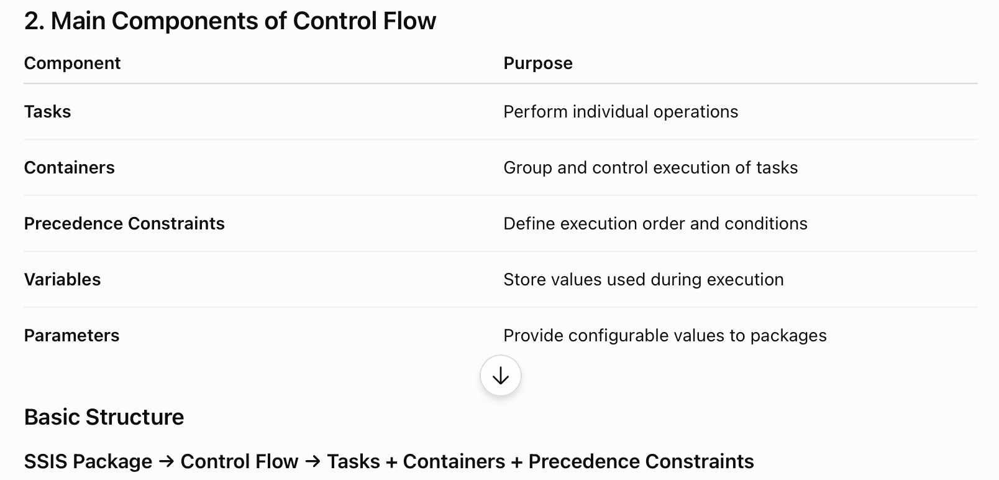 2. Main Components of Control Flow
Component Purpose
Tasks Perform individual operations
Containers Group and control execution of tasks
Precedence Constraints Define execution order and conditions
Variables Store values used during execution
Parameters Provide configurable values to packages
Basic Structure
SSIS Package → Control Flow → Tasks + Containers + Precedence Constraints